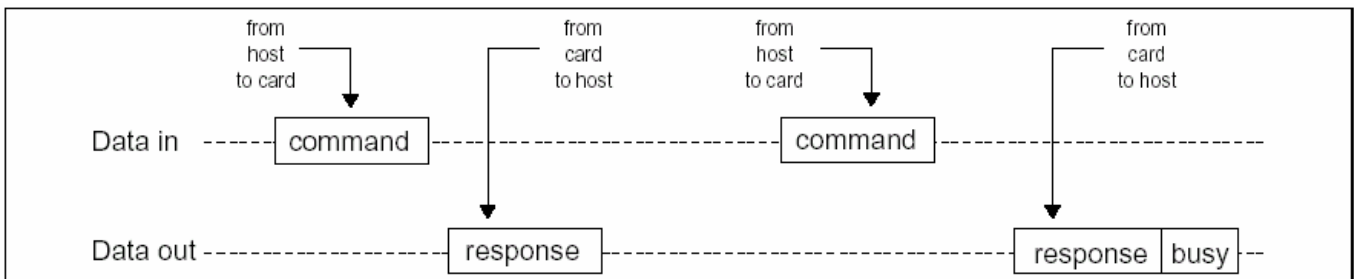 from
host
to card
from
card
to host
from
host
to card
from
card
to host
Data in
command
command
Data out
response
response
busy